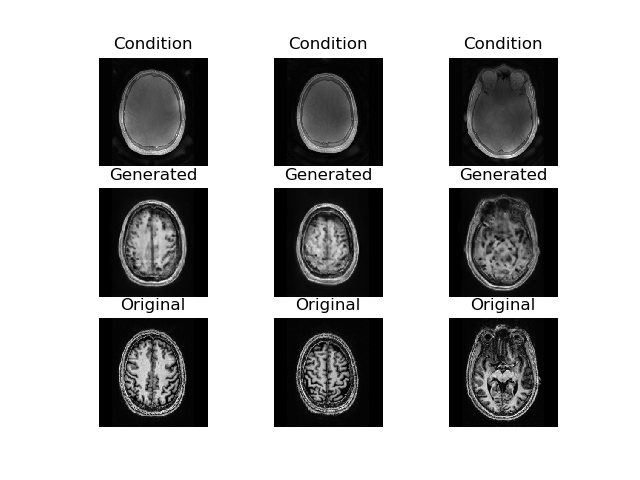 Condition Condition Condition
Generated Generated Generated
Original Original Original